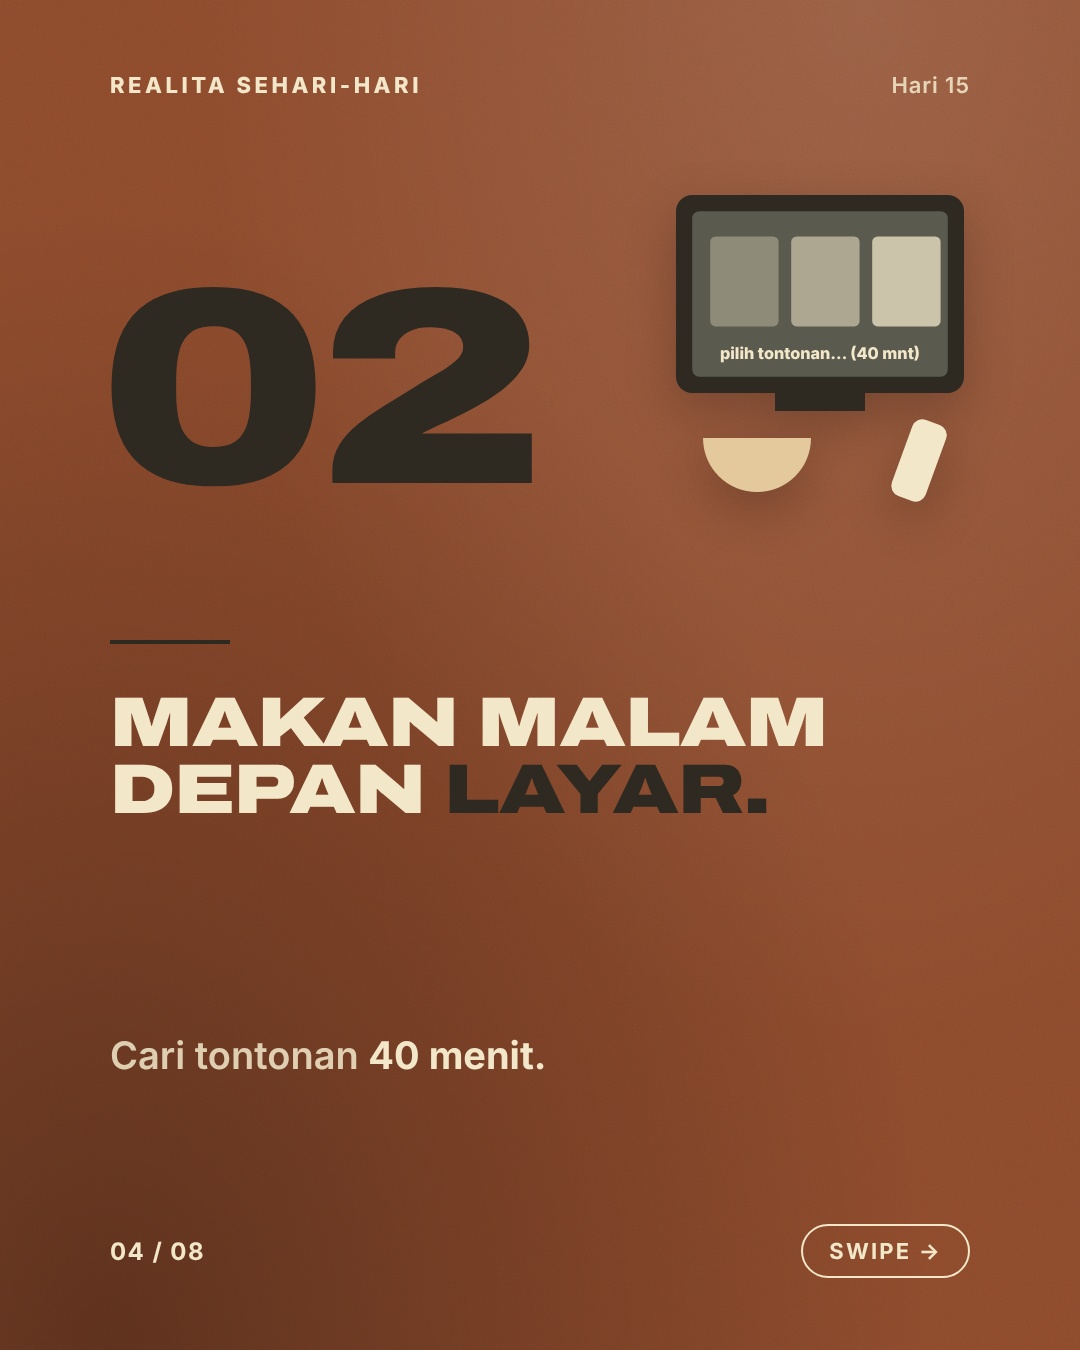 REALITA SEHARI-HARI
Hari 15
02
pilih tontonan... (40 mnt)
MAKAN MALAM
DEPAN LAYAR.
Cari tontonan 40 menit.
04 / 08
SWIPE →